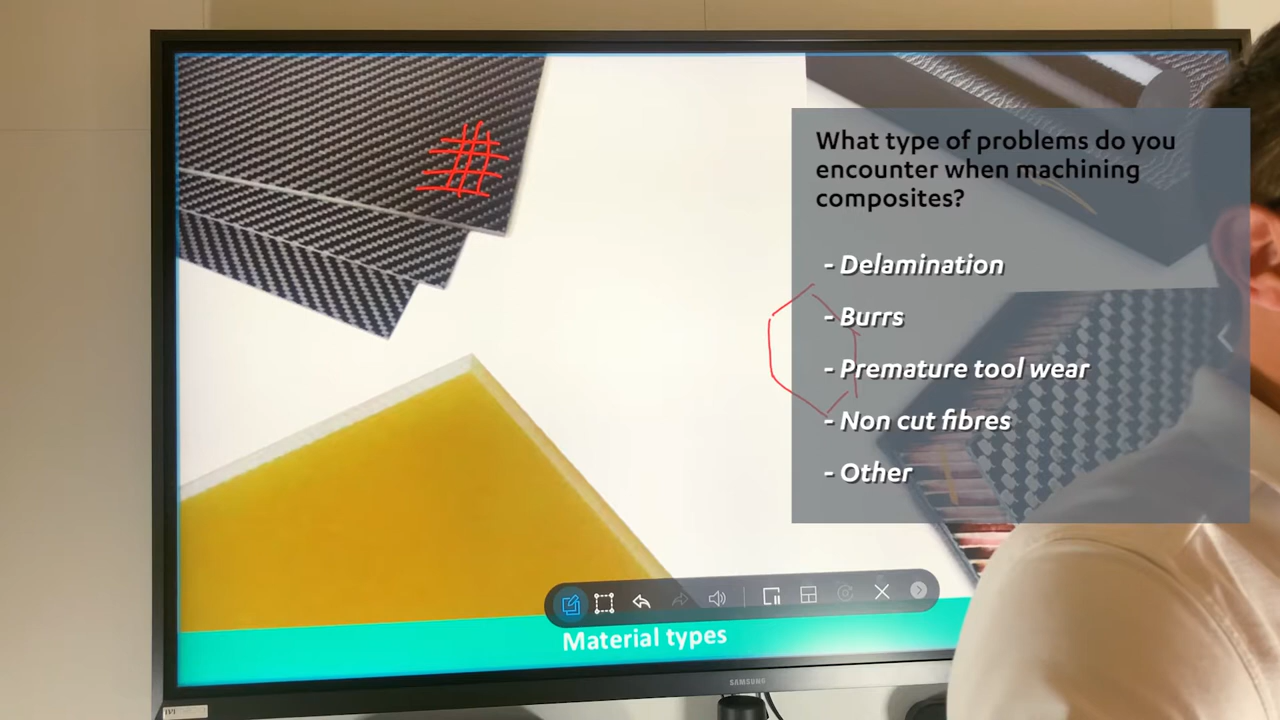 What type of problems do you
encounter when machining
composites?
- Delamination
- Burrs
- Premature tool wear
- Non cut fibres
- Other
Material types
SAMSUNG